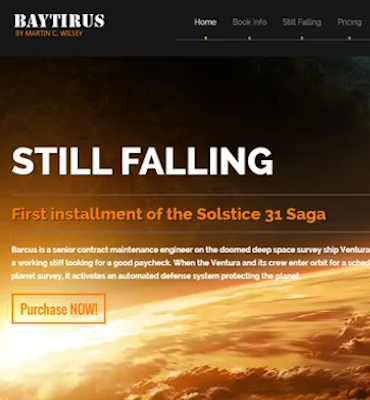 BAYTIRUS
BY MARTIN C. WILSEY
Home Book Info Still Falling Pricing
STILL FALLING
First installment of the Solstice 31 Saga
Barcus is a senior contract maintenance engineer on the doomed deep space survey ship Ventura
a working stiff looking for a good paycheck. When the Ventura and its crew enter orbit for a sched
planet survey, it activates an automated defense system protecting the planet.
Purchase NOW!